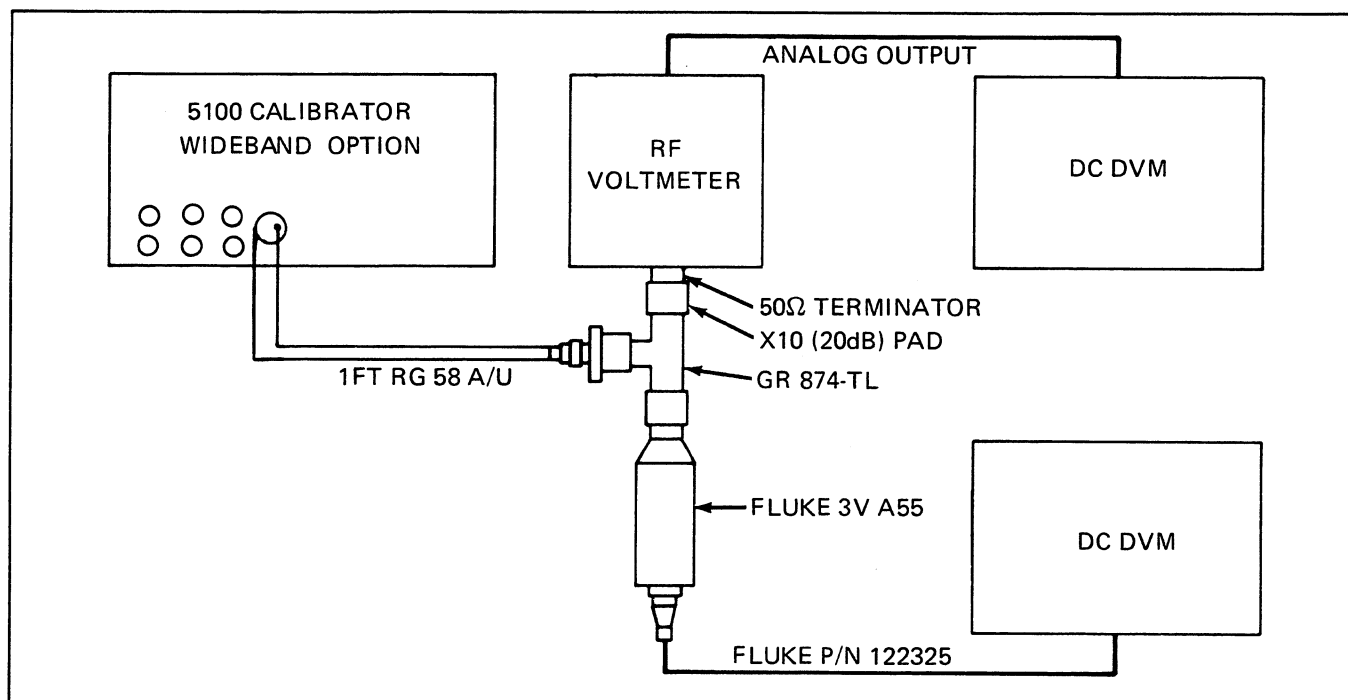 ANALOG OUTPUT
5100 CALIBRATOR
WIDEBAND OPTION
RF
VOLTMETER
DC DVM
50Ω TERMINATOR
X10 (20dB) PAD
1FT RG 58 A/U
GR 874-TL
FLUKE 3V A55
DC DVM
FLUKE P/N 122325